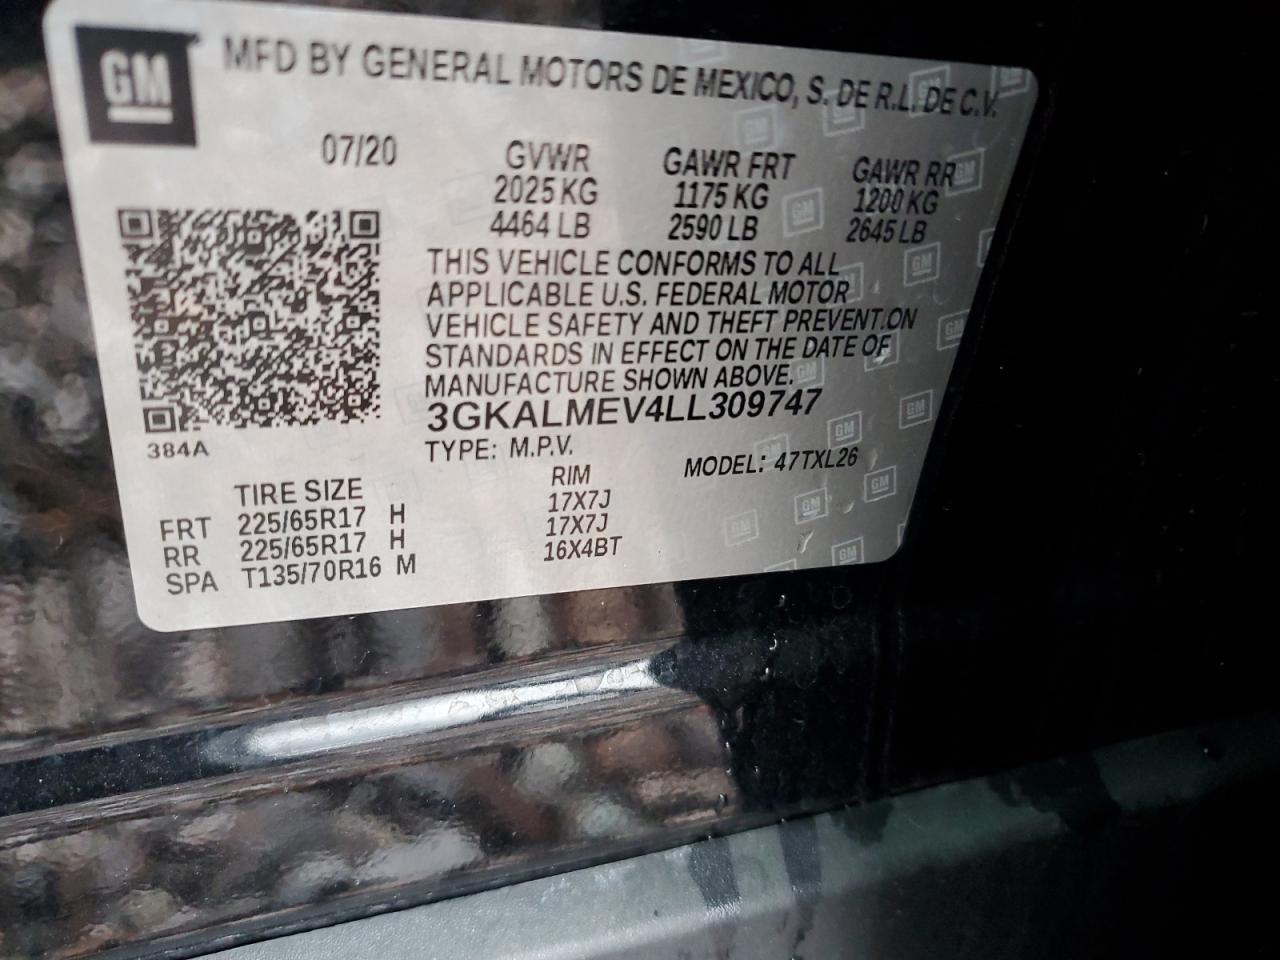 GM MFD BY GENERAL MOTORS DE MEXICO, S. DE R.L. DE C.V.
07/20 GVWR GAWR FRT GAWR RR
2025 KG 1175 KG 1200 KG
4464 LB 2590 LB 2645 LB
THIS VEHICLE CONFORMS TO ALL
APPLICABLE U.S. FEDERAL MOTOR
VEHICLE SAFETY AND THEFT PREVENT.ON
STANDARDS IN EFFECT ON THE DATE OF
MANUFACTURE SHOWN ABOVE.
3GKALMEV4LL309747
384A
TYPE: M.P.V. MODEL: 47TXL26
TIRE SIZE RIM
FRT 225/65R17 H 17X7J
RR 225/65R17 H 17X7J
SPA T135/70R16 M 16X4BT